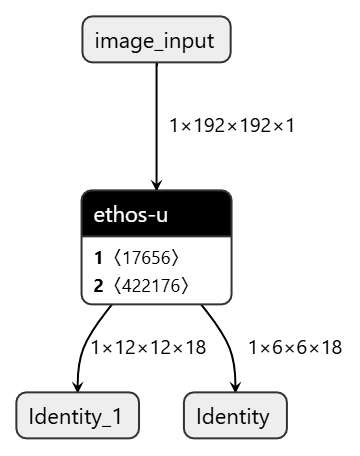 image_input
1×192×192×1
ethos-u
1〈17656〉
2〈422176〉
1×12×12×18
1×6×6×18
Identity_1
Identity